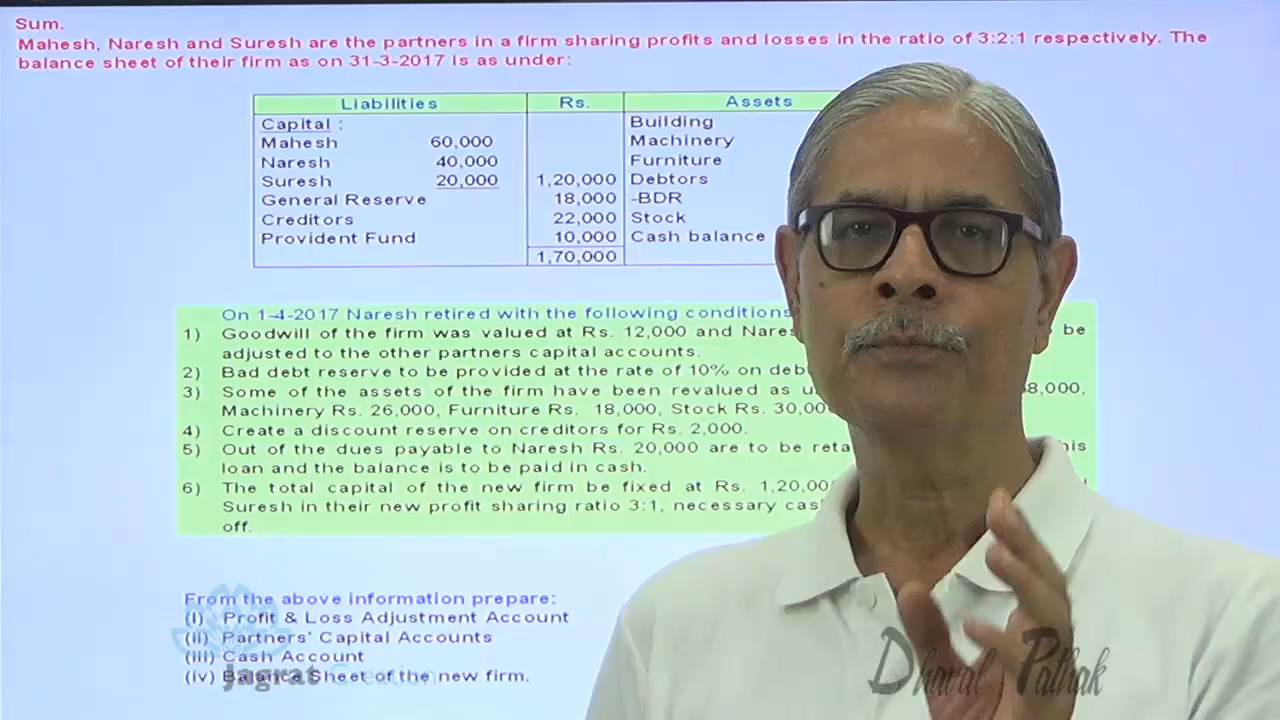 Sum.
Mahesh, Naresh and Suresh are the partners in a firm sharing profits and losses in the ratio of 3:2:1 respectively. The
balance sheet of their firm as on 31-3-2017 is as under:
Liabilities Rs. Assets
Capital : Building
Mahesh 60,000 Machinery
Naresh 40,000 Furniture
Suresh 20,000 1,20,000 Debtors
General Reserve 18,000 -BDR
Creditors 22,000 Stock
Provident Fund 10,000 Cash balance
1,70,000
On 1-4-2017 Naresh retired with the following conditions
1) Goodwill of the firm was valued at Rs. 12,000 and be
adjusted to the other partners capital accounts.
2) Bad debt reserve to be provided at the rate of 10% on
3) Some of the assets of the firm have been revalued as 8,000,
Machinery Rs. 26,000, Furniture Rs. 18,000, Stock Rs.
4) Create a discount reserve on creditors for Rs. 2,000.
5) Out of the dues payable to Naresh Rs. 20,000 are to be
loan and the balance is to be paid in cash.
6) The total capital of the new firm be fixed at Rs.
Suresh in their new profit sharing ratio 3:1, necessary
off.
From the above information prepare:
(i) Profit & Loss Adjustment Account
(ii) Partners' Capital Accounts
(iii) Cash Account
(iv) Balance Sheet of the new firm.
Jagrat Creation
Dhaval Pathak